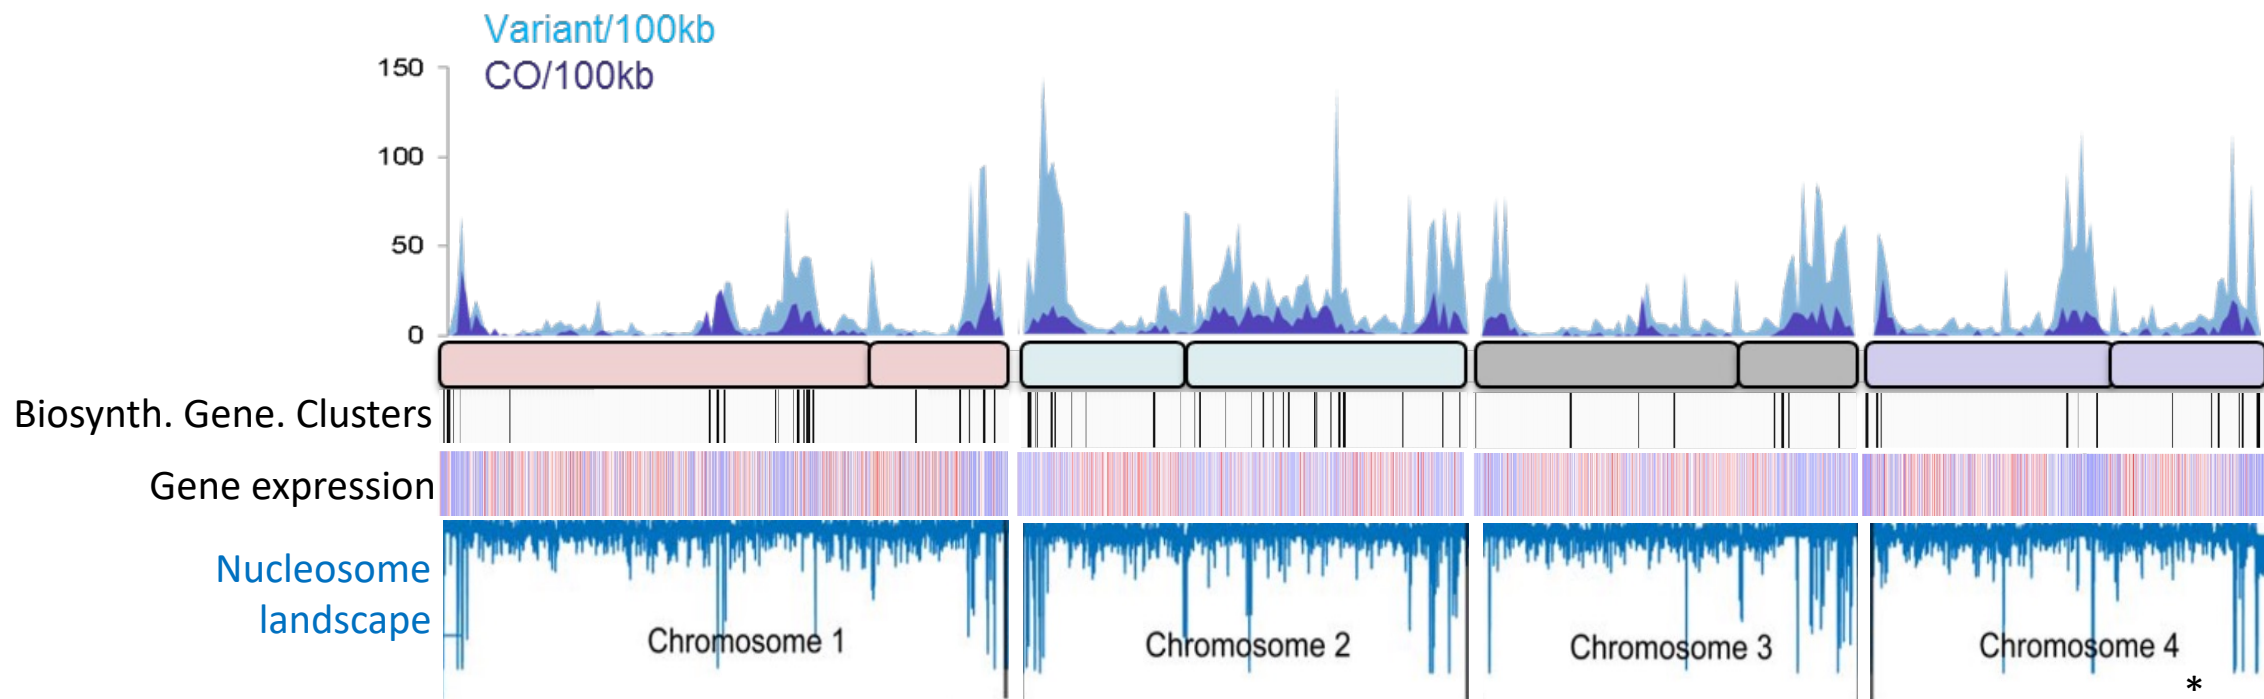 Variant/100kb
CO/100kb
150
100
50
0
Biosynth. Gene. Clusters
Gene expression
Nucleosome
landscape
Chromosome 1
Chromosome 2
Chromosome 3
Chromosome 4
*